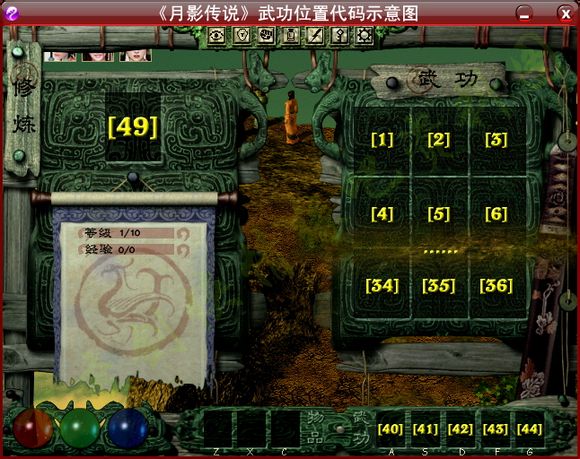 《月影传说》武功位置代码示意图
修炼
武功
[49]
[1] [2] [3]
[4] [5] [6]
......
[34] [35] [36]
等级 1/10
经验 0/0
物品
武功
[40] [41] [42] [43] [44]
Z X C A S D F G